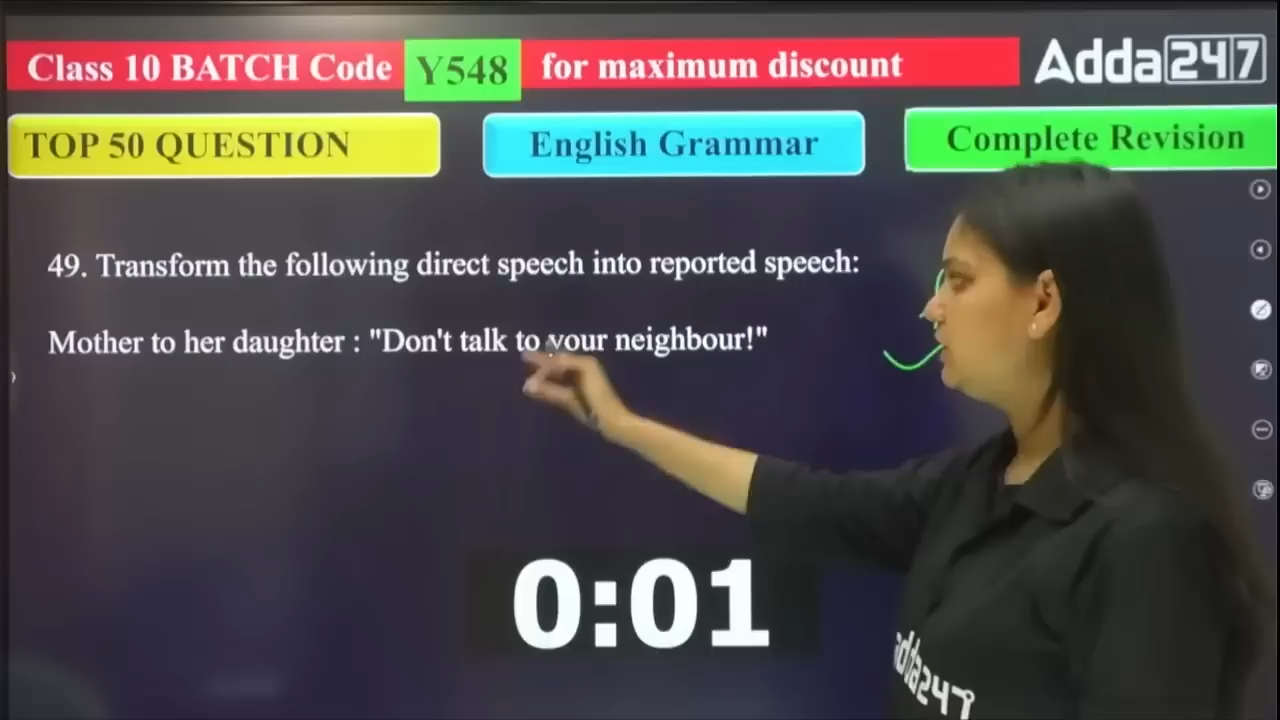 Class 10 BATCH Code Y548 for maximum discount
Adda247
TOP 50 QUESTION
English Grammar
Complete Revision
49. Transform the following direct speech into reported speech:
Mother to her daughter : "Don't talk to your neighbour!"
0:01
adda247